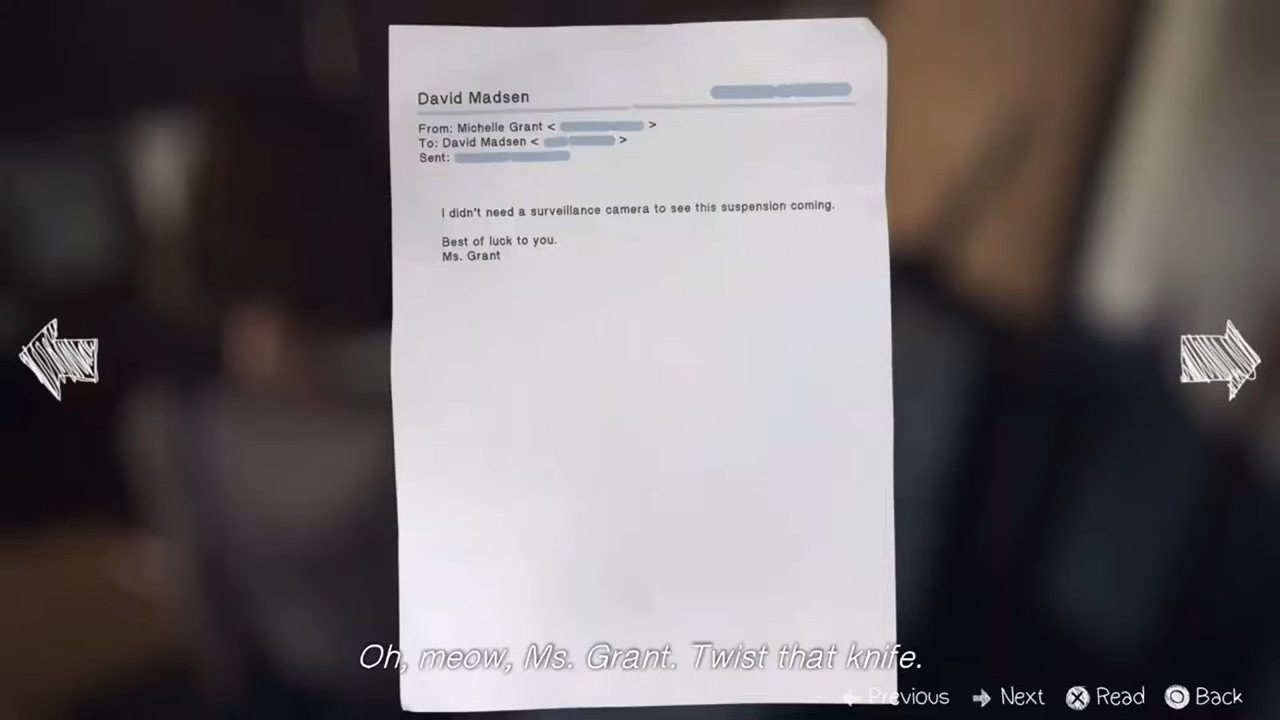 David Madsen
From: Michelle Grant < >
To: David Madsen < >
Sent:
I didn't need a surveillance camera to see this suspension coming.
Best of luck to you.
Ms. Grant
Oh, meow, Ms. Grant. Twist that knife.
Previous Next Read Back